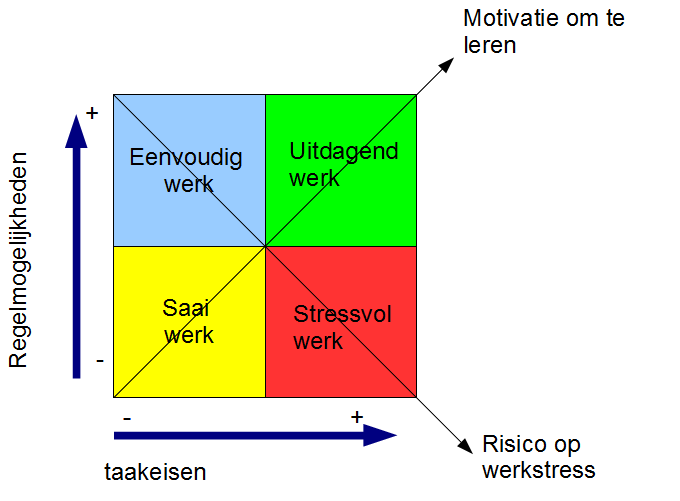 Motivatie om te
leren
+
Eenvoudig
werk
Uitdagend
werk
Regelmogelijkheden
Saai
werk
Stressvol
werk
-
-
+
taakeisen
Risico op
werkstress